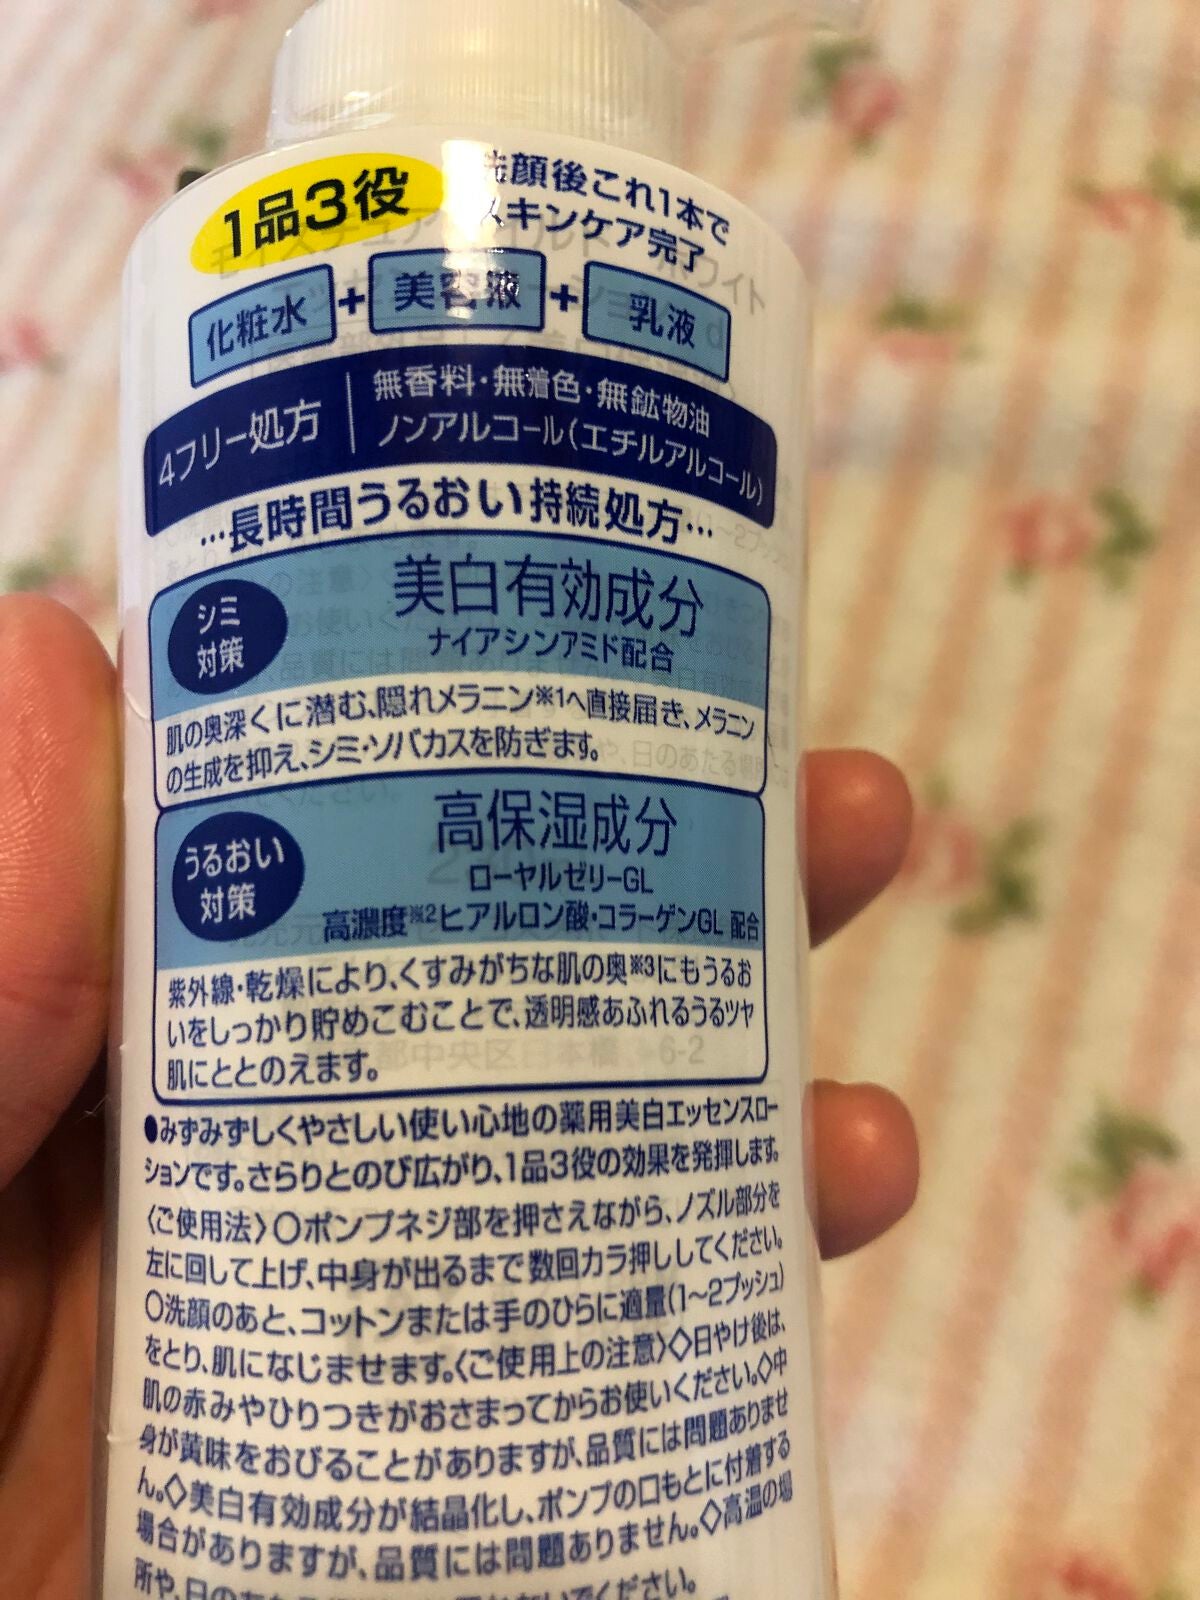 1品3役
洗顔後これ1本で
スキンケア完了
化粧水+美容液+乳液
4フリー処方
無香料・無着色・無鉱物油
ノンアルコール(エチルアルコール)
…長時間うるおい持続処方…
シミ
対策
美白有効成分
ナイアシンアミド配合
肌の奥深くに潜む、隠れメラニン※1へ直接届き、メラニン
の生成を抑え、シミ・ソバカスを防ぎます。
うるおい
対策
高保湿成分
ローヤルゼリーGL
高濃度※2ヒアルロン酸・コラーゲンGL 配合
紫外線・乾燥により、くすみがちな肌の奥※3にもうるお
いをしっかり貯めこむことで、透明感あふれるうるツヤ
肌にととのえます。
●みずみずしくやさしい使い心地の薬用美白エッセンスロー
ションです。さらりとのび広がり、1品3役の効果を発揮します。
〈ご使用法〉○ポンプネジ部を押さえながら、ノズル部分を
左に回して上げ、中身が出るまで数回カラ押ししてください。
○洗顔のあと、コットンまたは手のひらに適量(1〜2プッシュ)
をとり、肌になじませます。〈ご使用上の注意〉◇日やけ後は、
肌の赤みやひりつきがおさまってからお使いください。◇中
身が黄味をおびることがありますが、品質には問題ありませ
ん。◇美白有効成分が結晶化し、ポンプの口もとに付着する
場合がありますが、品質には問題ありません。◇高温の場
所や、日の